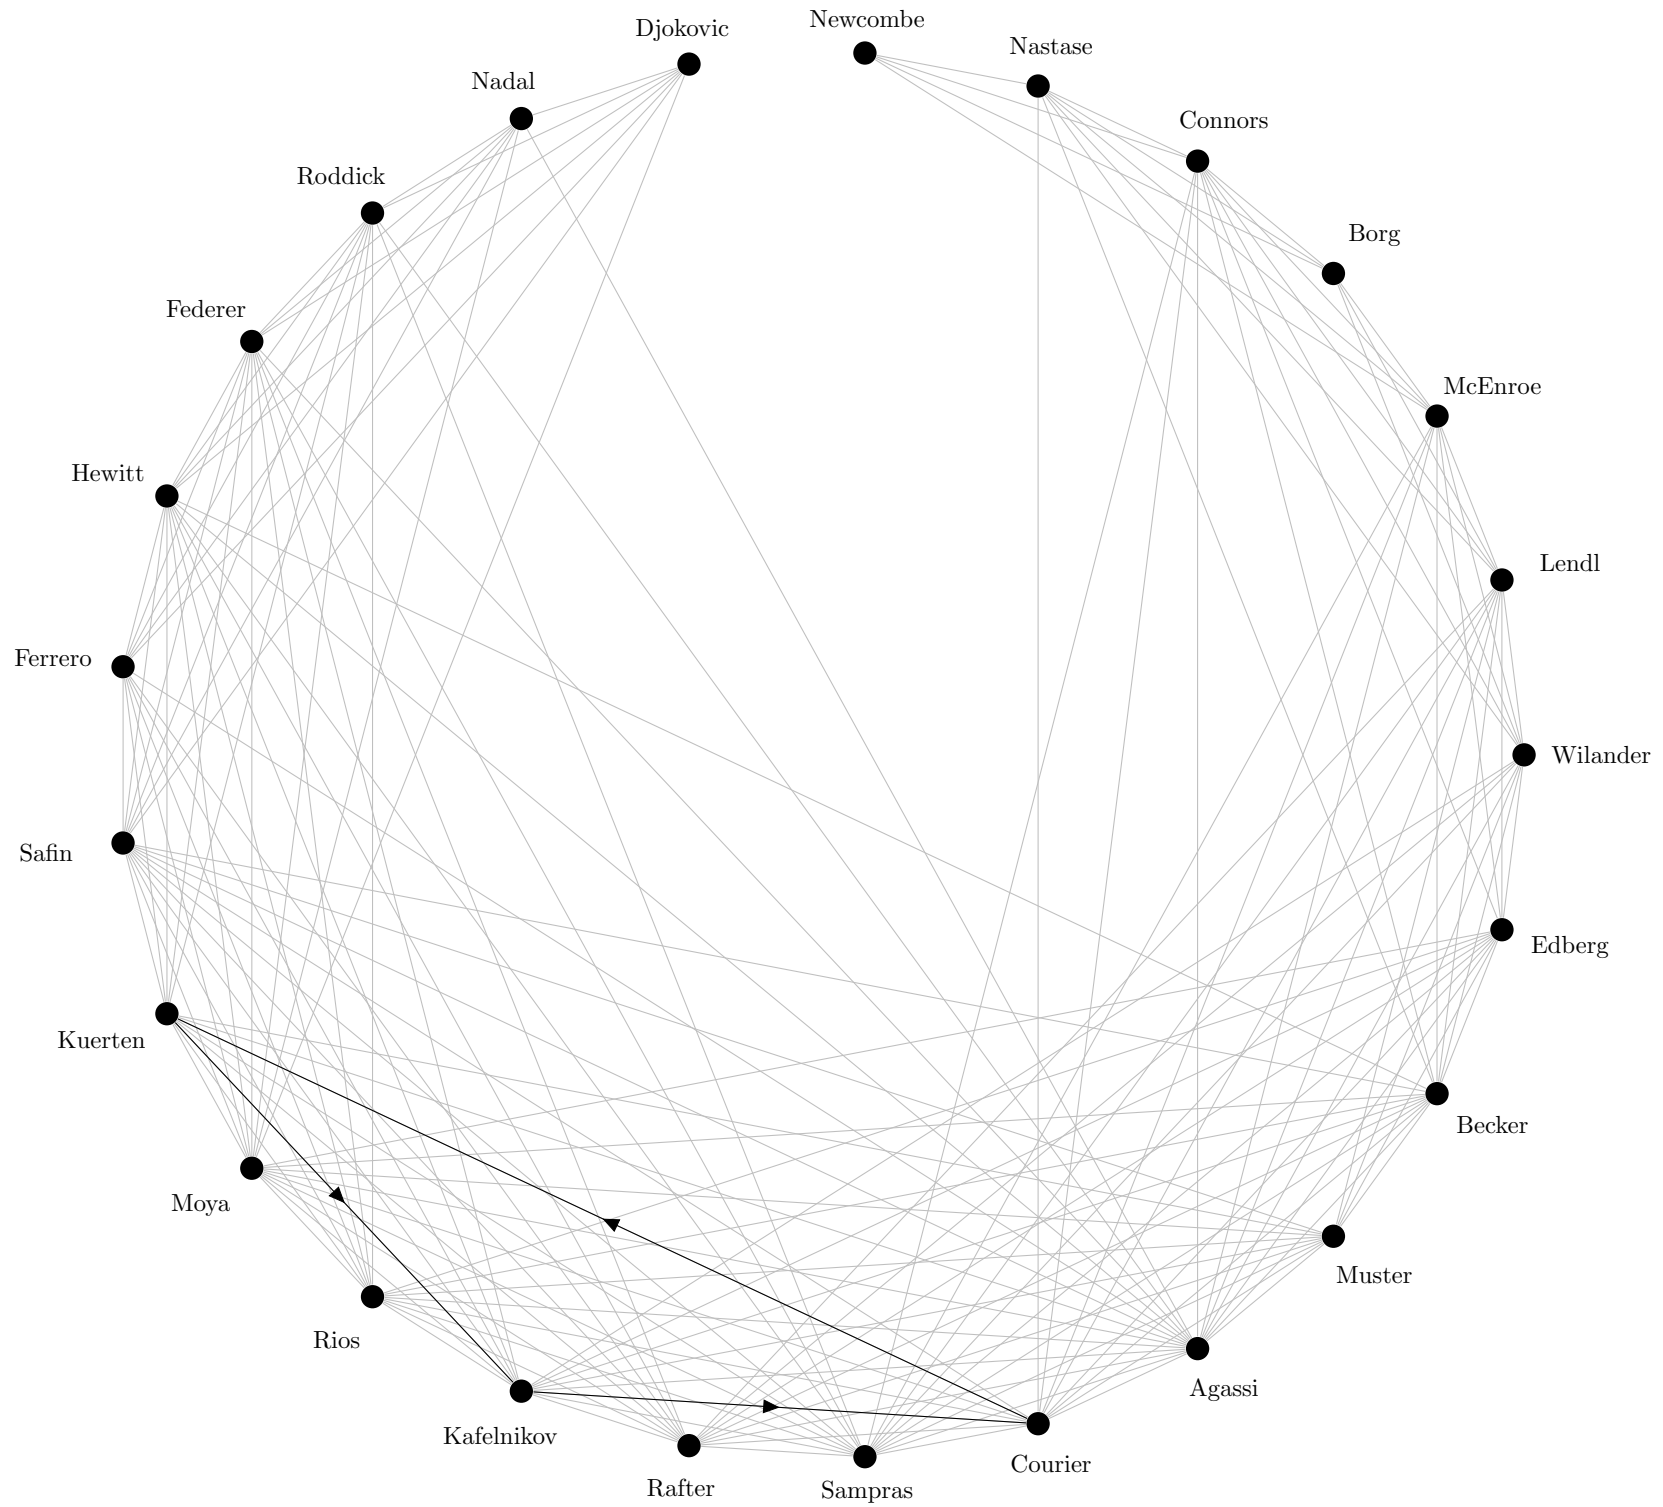 Newcombe
Djokovic
Nastase
Nadal
Connors
Roddick
Borg
Federer
McEnroe
Hewitt
Lendl
Ferrero
Wilander
Safin
Edberg
Kuerten
Becker
Moya
Muster
Rios
Agassi
Kafelnikov
Courier
Rafter
Sampras